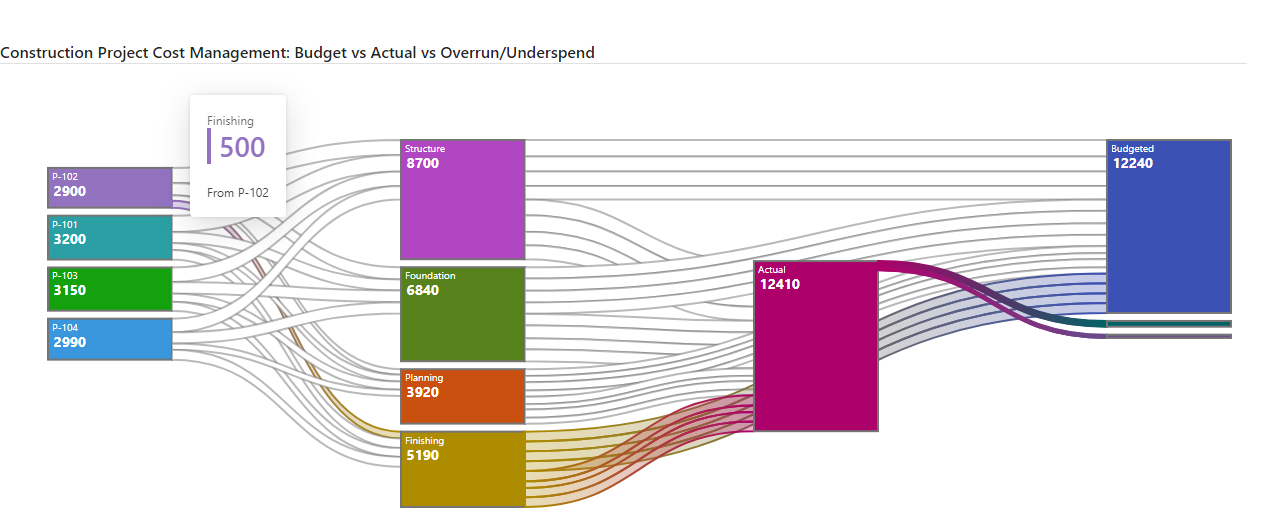 Construction Project Cost Management: Budget vs Actual vs Overrun/Underspend
Finishing
500
From P-102
P-102
2900
P-101
3200
P-103
3150
P-104
2990
Structure
8700
Foundation
6840
Planning
3920
Finishing
5190
Actual
12410
Budgeted
12240